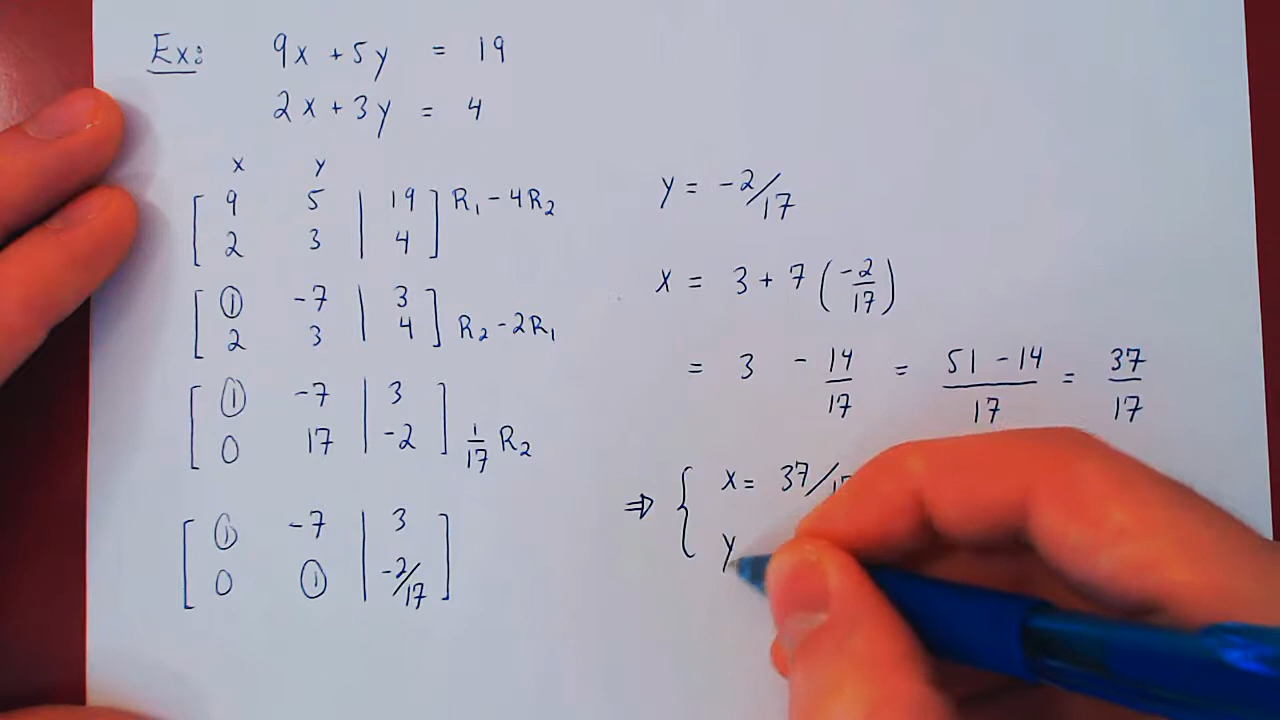 Ex: 9x + 5y = 19
2x + 3y = 4
x y
[ 9 5 | 19 ] R₁ - 4R₂
[ 2 3 | 4 ]
[ ① -7 | 3 ]
[ 2 3 | 4 ] R₂ - 2R₁
[ ① -7 | 3 ]
[ 0 17 | -2 ] 1/17 R₂
[ ① -7 | 3 ]
[ 0 ① | -2/17 ]
y = -2/17
x = 3 + 7 (-2/17)
= 3 - 14/17 = 51 - 14/17 = 37/17
⇒ { x = 37/
y